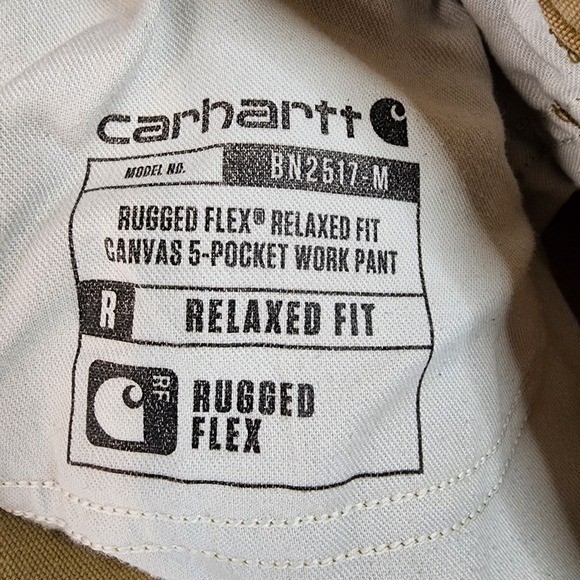 carhartt
MODEL NO. BN2517-M
RUGGED FLEX® RELAXED FIT
CANVAS 5-POCKET WORK PANT
R RELAXED FIT
RF
RUGGED
FLEX